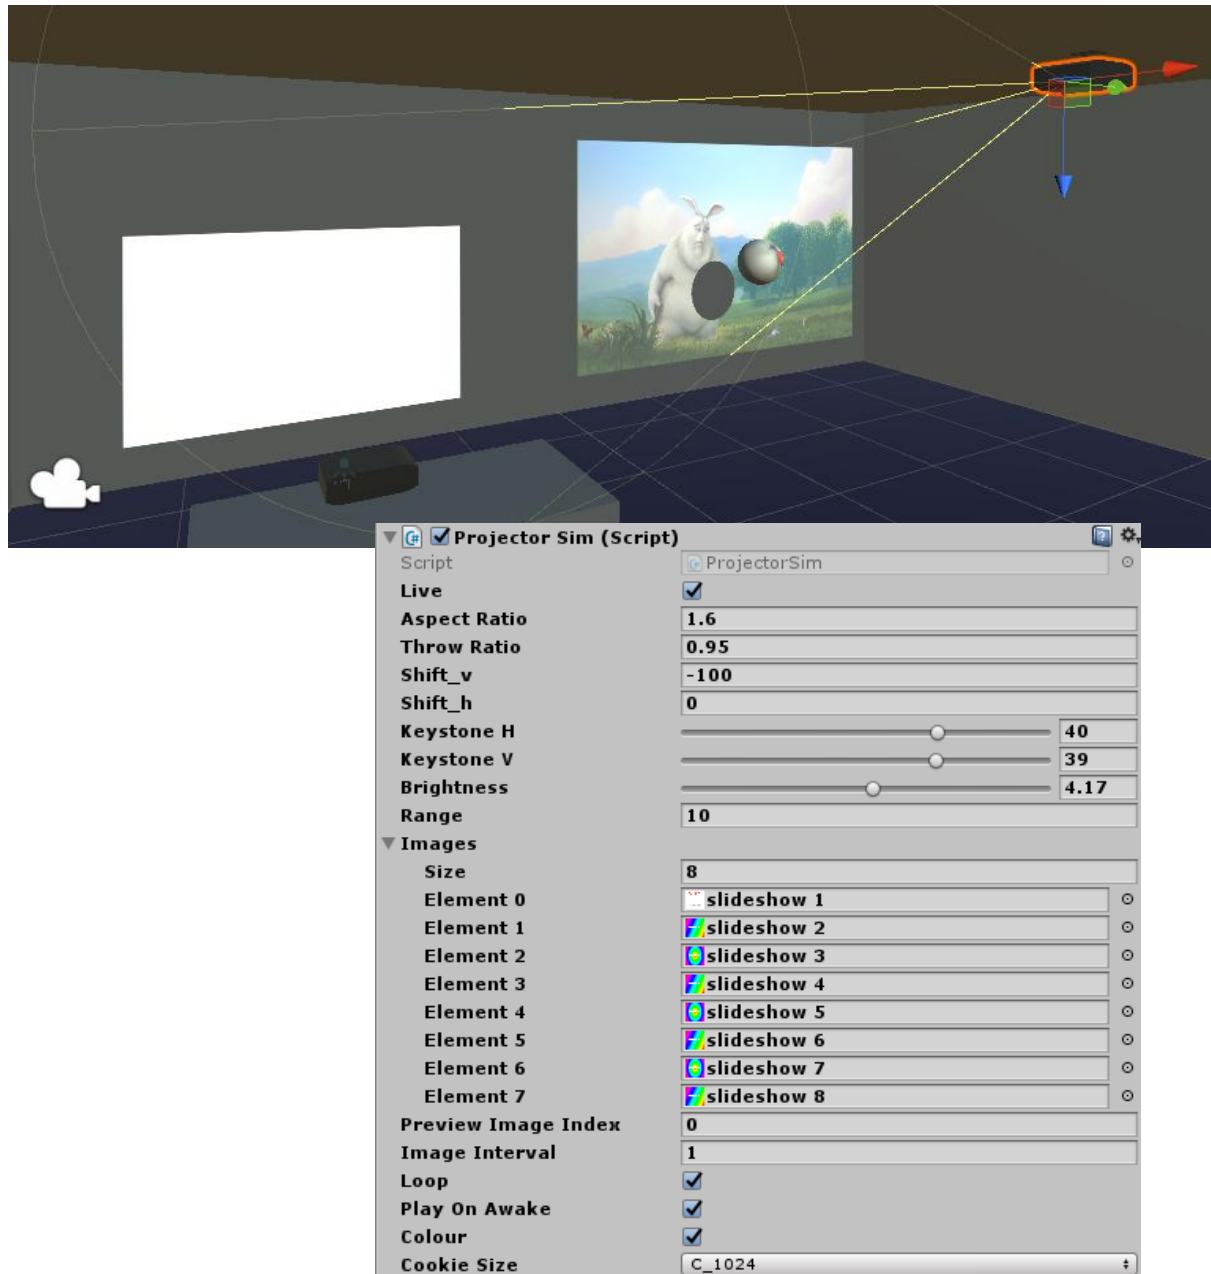 Projector Sim (Script)
Script ProjectorSim
Live
Aspect Ratio 1.6
Throw Ratio 0.95
Shift_v -100
Shift_h 0
Keystone H 40
Keystone V 39
Brightness 4.17
Range 10
Images
Size 8
Element 0 slideshow 1
Element 1 slideshow 2
Element 2 slideshow 3
Element 3 slideshow 4
Element 4 slideshow 5
Element 5 slideshow 6
Element 6 slideshow 7
Element 7 slideshow 8
Preview Image Index 0
Image Interval 1
Loop
Play On Awake
Colour
Cookie Size C_1024